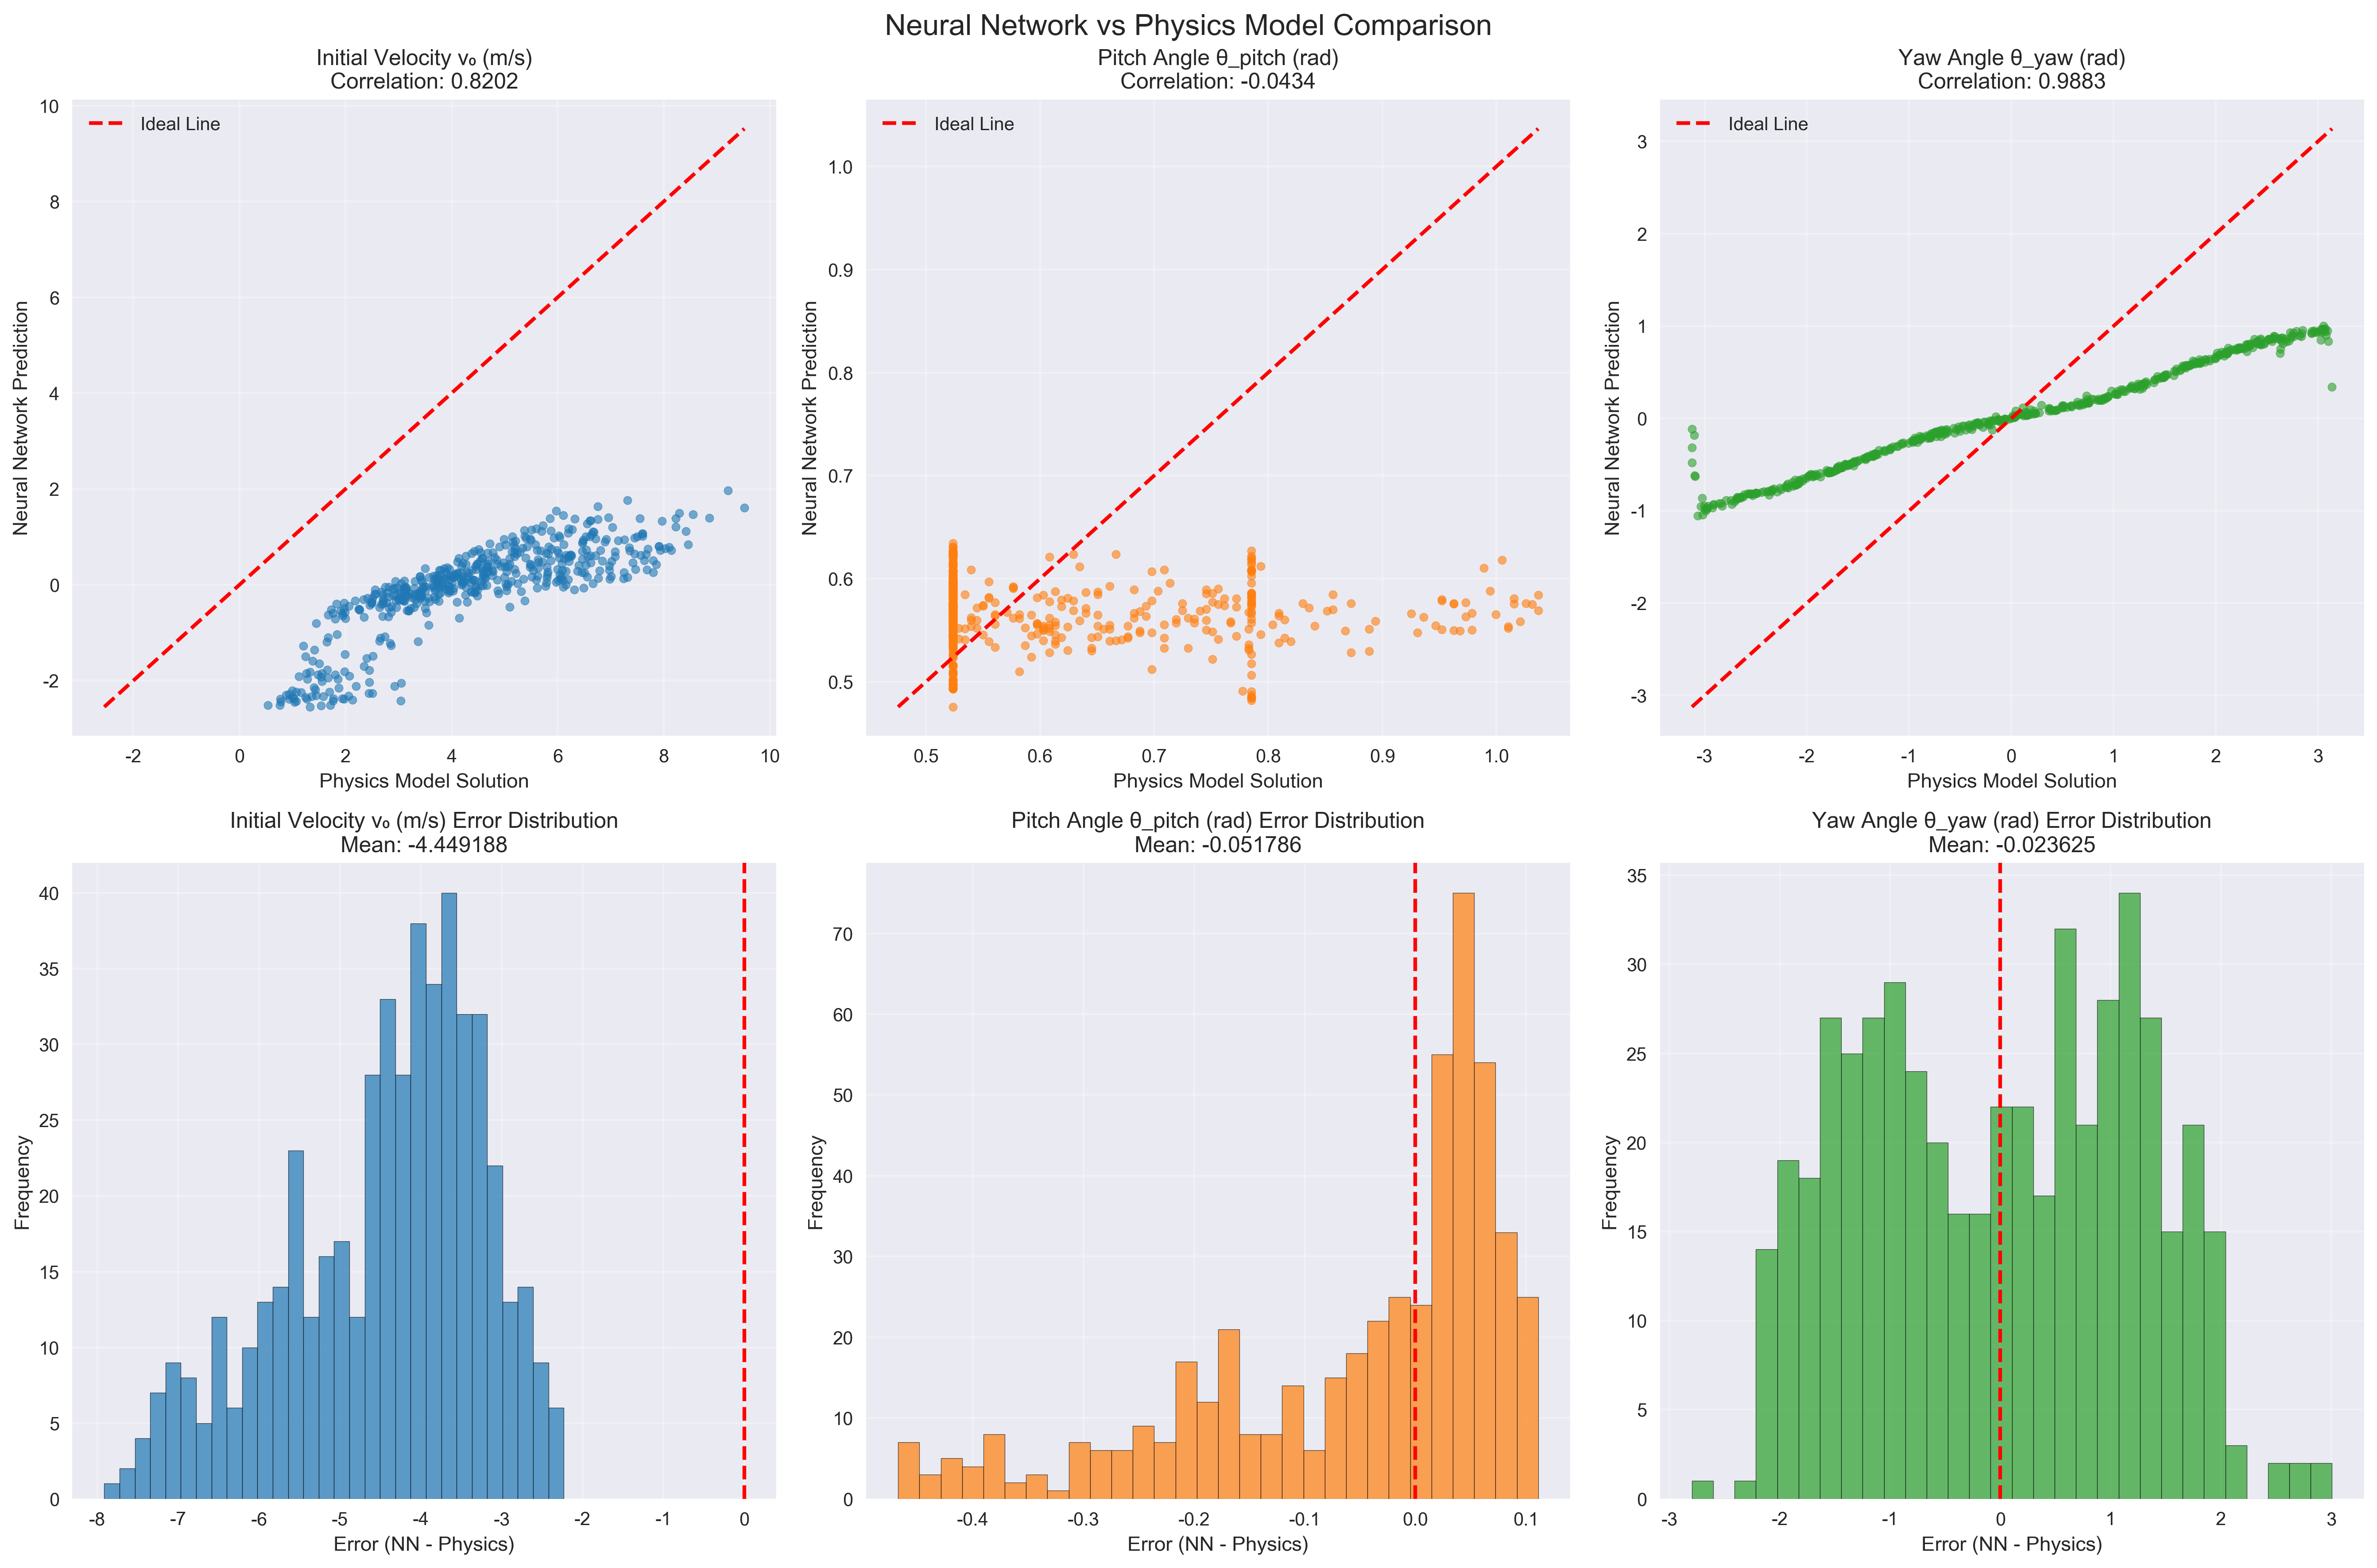 Neural Network vs Physics Model Comparison
Initial Velocity v₀ (m/s)
Correlation: 0.8202
Ideal Line
10
8
6
4
2
0
-2
Neural Network Prediction
-2 0 2 4 6 8 10
Physics Model Solution
Pitch Angle θ_pitch (rad)
Correlation: -0.0434
Ideal Line
1.0
0.9
0.8
0.7
0.6
0.5
Neural Network Prediction
0.5 0.6 0.7 0.8 0.9 1.0
Physics Model Solution
Yaw Angle θ_yaw (rad)
Correlation: 0.9883
Ideal Line
3
2
1
0
-1
-2
-3
Neural Network Prediction
-3 -2 -1 0 1 2 3
Physics Model Solution
Initial Velocity v₀ (m/s) Error Distribution
Mean: -4.449188
40
35
30
25
20
15
10
5
0
Frequency
-8 -7 -6 -5 -4 -3 -2 -1 0
Error (NN - Physics)
Pitch Angle θ_pitch (rad) Error Distribution
Mean: -0.051786
70
60
50
40
30
20
10
0
Frequency
-0.4 -0.3 -0.2 -0.1 0.0 0.1
Error (NN - Physics)
Yaw Angle θ_yaw (rad) Error Distribution
Mean: -0.023625
35
30
25
20
15
10
5
0
Frequency
-3 -2 -1 0 1 2 3
Error (NN - Physics)